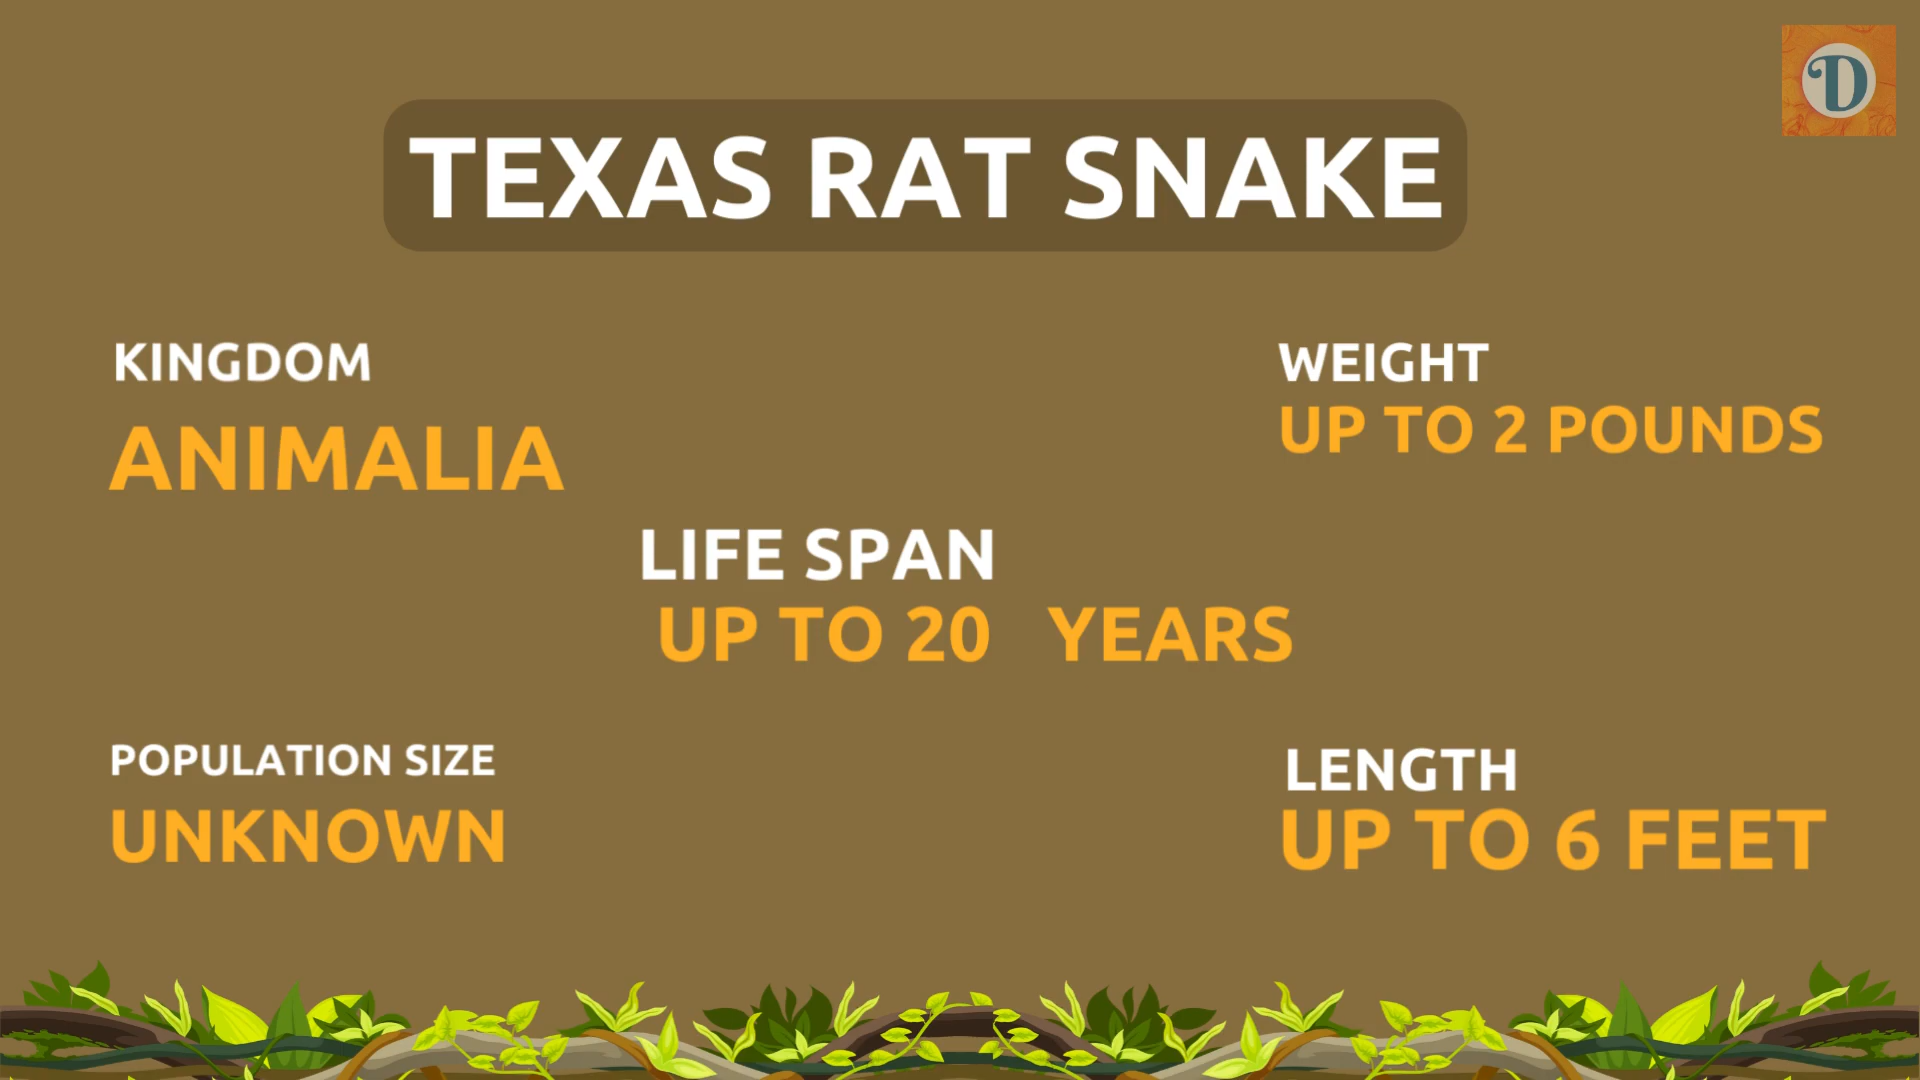 D
TEXAS RAT SNAKE
KINGDOM
ANIMALIA
WEIGHT
UP TO 2 POUNDS
LIFE SPAN
UP TO 20 YEARS
POPULATION SIZE
UNKNOWN
LENGTH
UP TO 6 FEET